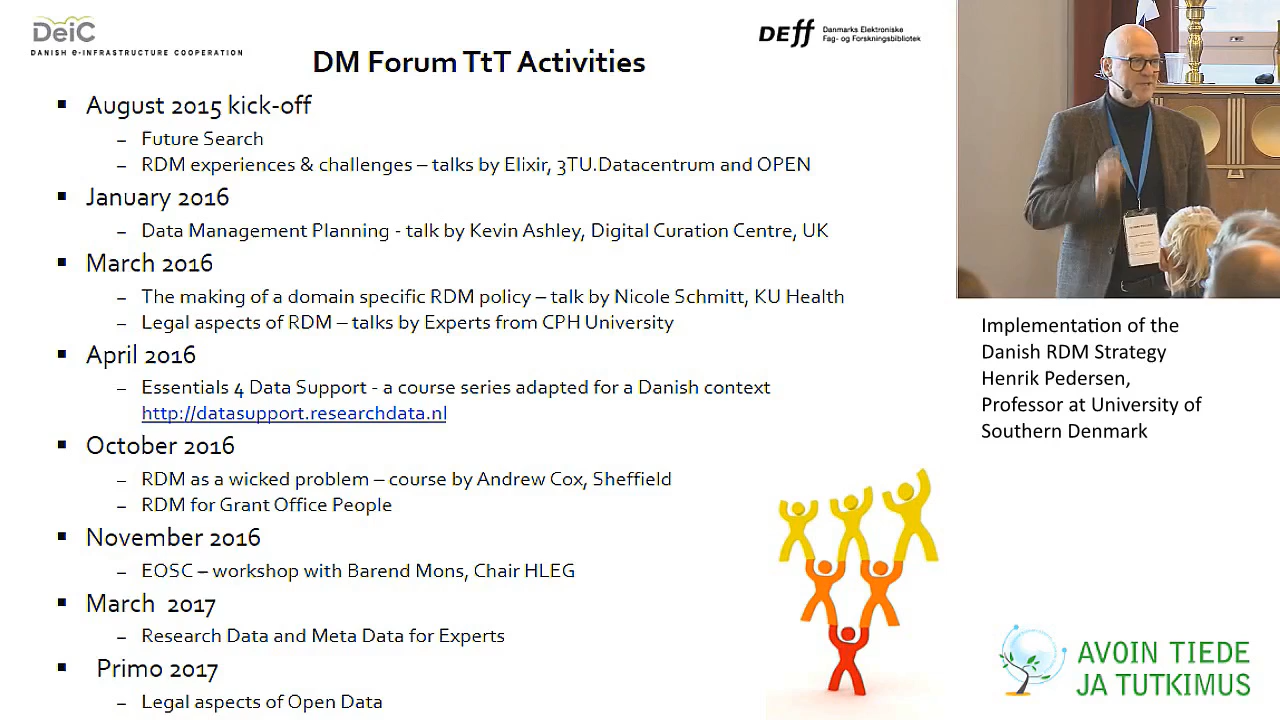 DeiC
DANISH e-INFRASTRUCTURE COOPERATION
DEff
Danmarks Elektroniske
Fag- og Forskningsbibliotek
DM Forum TtT Activities
▪ August 2015 kick-off
– Future Search
– RDM experiences & challenges – talks by Elixir, 3TU.Datacentrum and OPEN
▪ January 2016
– Data Management Planning - talk by Kevin Ashley, Digital Curation Centre, UK
▪ March 2016
– The making of a domain specific RDM policy – talk by Nicole Schmitt, KU Health
– Legal aspects of RDM – talks by Experts from CPH University
▪ April 2016
– Essentials 4 Data Support - a course series adapted for a Danish context
http://datasupport.researchdata.nl
▪ October 2016
– RDM as a wicked problem – course by Andrew Cox, Sheffield
– RDM for Grant Office People
▪ November 2016
– EOSC – workshop with Barend Mons, Chair HLEG
▪ March 2017
– Research Data and Meta Data for Experts
▪ Primo 2017
– Legal aspects of Open Data
Implementation of the
Danish RDM Strategy
Henrik Pedersen,
Professor at University of
Southern Denmark
AVOIN TIEDE
JA TUTKIMUS